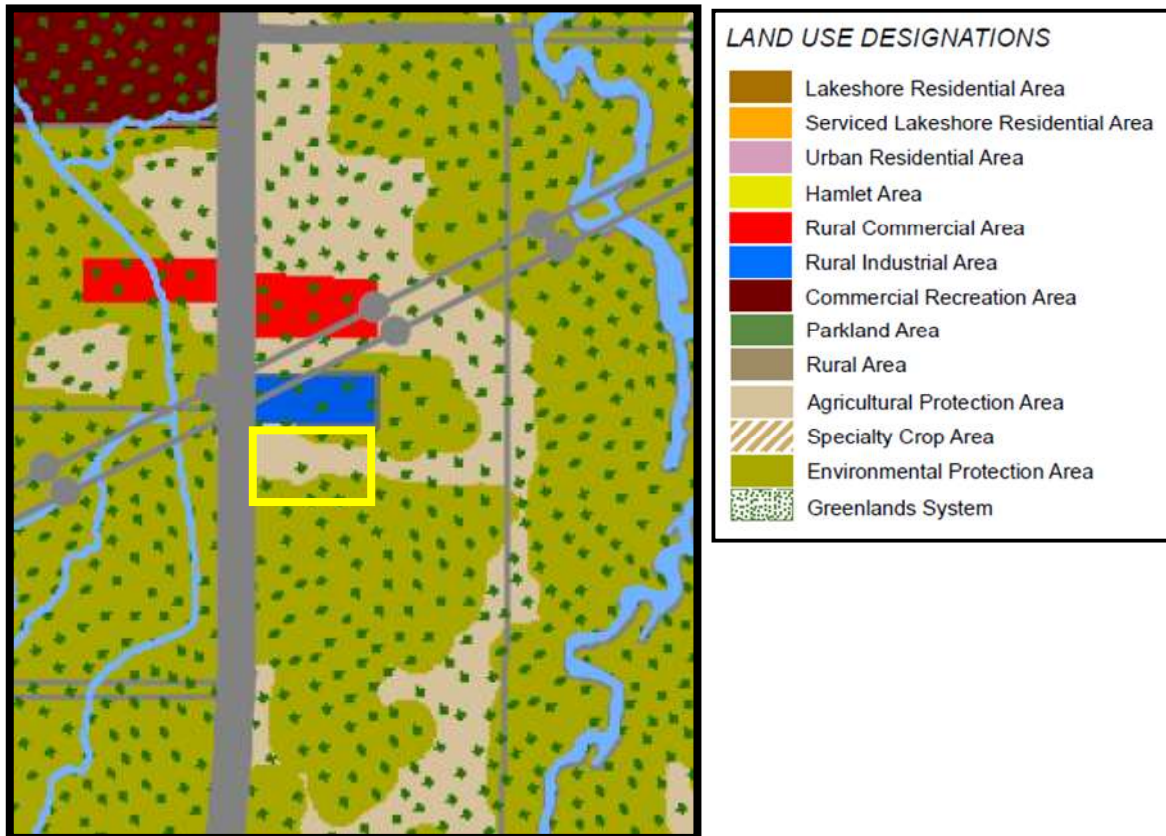 LAND USE DESIGNATIONS
Lakeshore Residential Area
Serviced Lakeshore Residential Area
Urban Residential Area
Hamlet Area
Rural Commercial Area
Rural Industrial Area
Commercial Recreation Area
Parkland Area
Rural Area
Agricultural Protection Area
Specialty Crop Area
Environmental Protection Area
Greenlands System